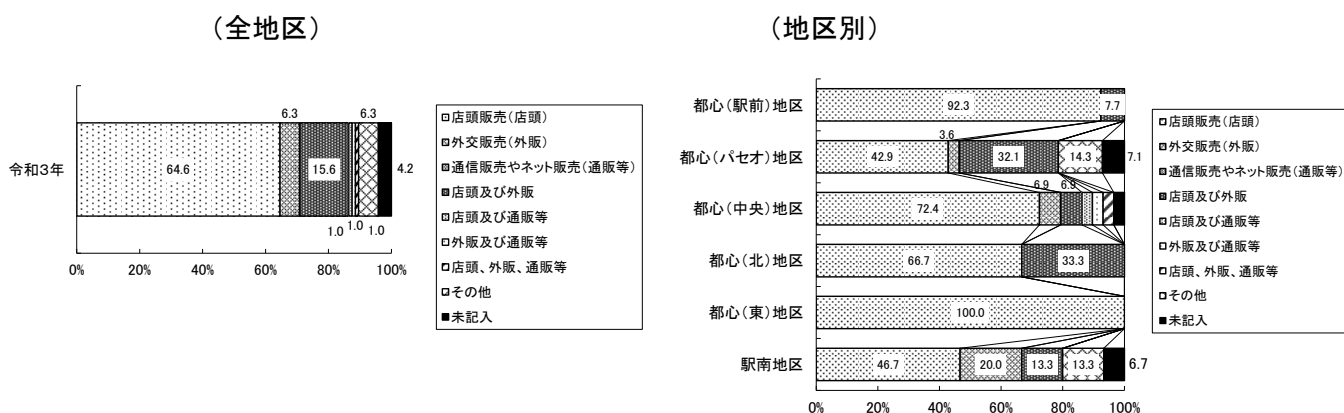 （全地区）
6.3
6.3
令和3年
64.6
15.6
4.2
1.0
1.0
1.0
0%
20%
40%
60%
80%
100%
店頭販売（店頭）
外交販売（外販）
通信販売やネット販売（通販等）
店頭及び外販
店頭及び通販等
外販及び通販等
店頭、外販、通販等
その他
未記入
（地区別）
都心（駅前）地区
92.3
7.7
3.6
都心（パセオ）地区
42.9
32.1
14.3
7.1
6.9
6.9
都心（中央）地区
72.4
都心（北）地区
66.7
33.3
都心（東）地区
100.0
駅南地区
46.7
20.0
13.3
13.3
6.7
0%
20%
40%
60%
80%
100%
店頭販売（店頭）
外交販売（外販）
通信販売やネット販売（通販等）
店頭及び外販
店頭及び通販等
外販及び通販等
店頭、外販、通販等
その他
未記入